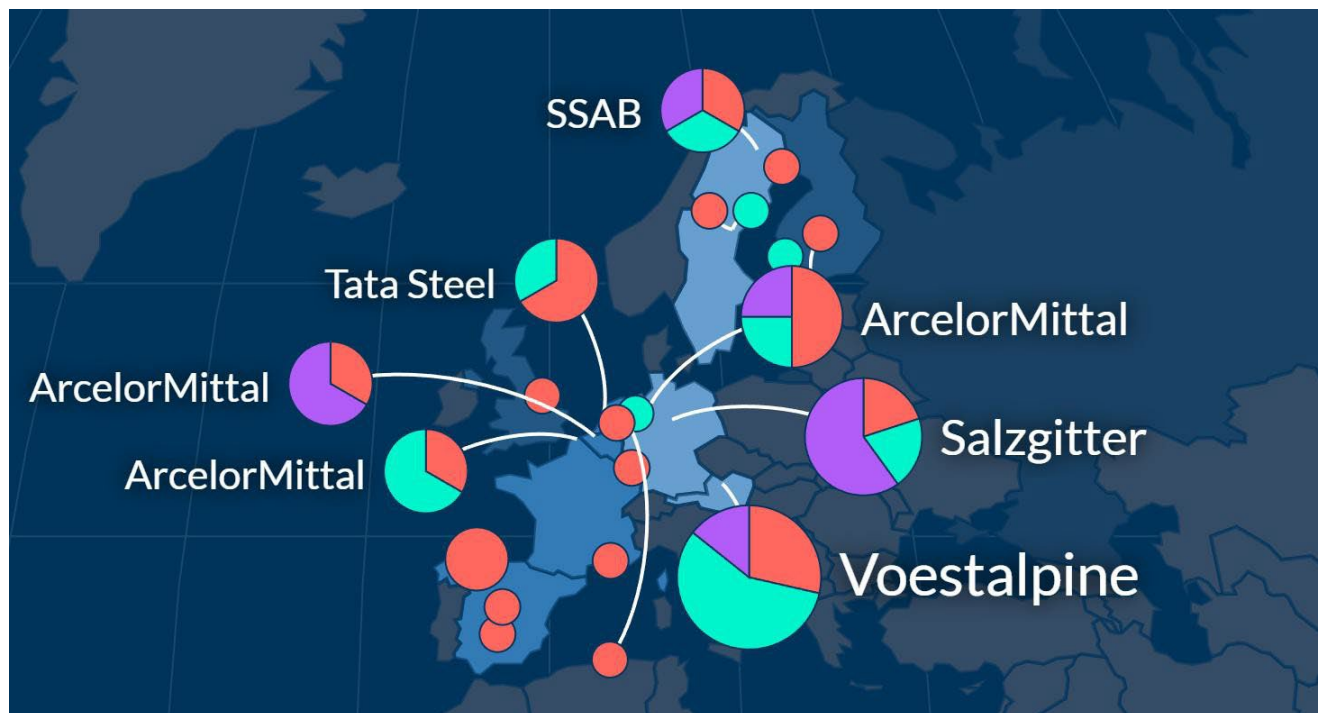 SSAB
Tata Steel
ArcelorMittal
ArcelorMittal
ArcelorMittal
Salzgitter
Voestalpine